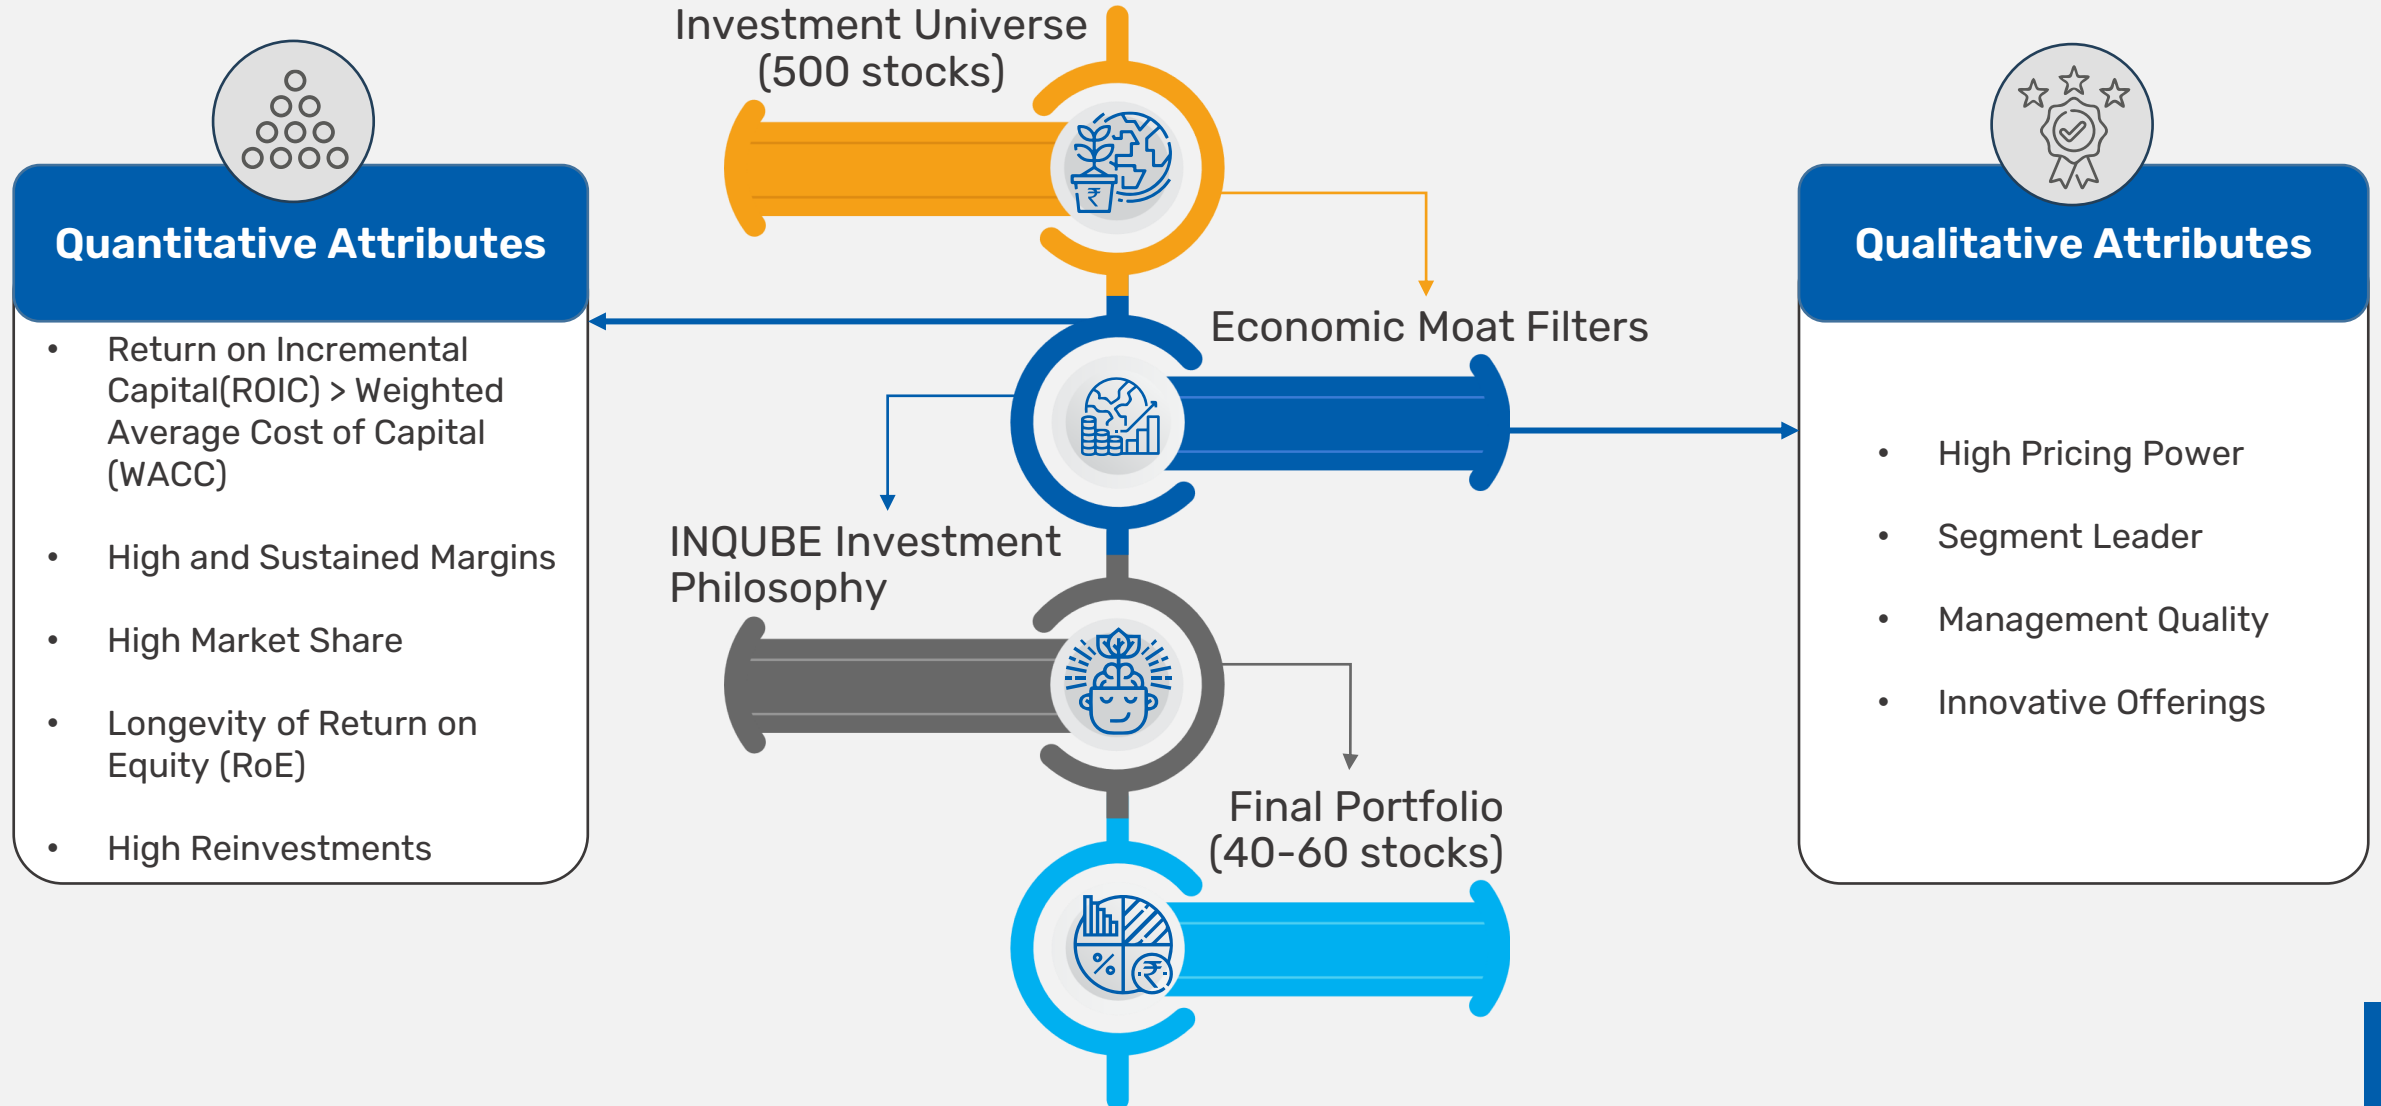 Investment Universe
(500 stocks)
Quantitative Attributes
• Return on Incremental
Capital(ROIC) > Weighted
Average Cost of Capital
(WACC)
• High and Sustained Margins
• High Market Share
• Longevity of Return on
Equity (RoE)
• High Reinvestments
Economic Moat Filters
INQUBE Investment
Philosophy
Final Portfolio
(40-60 stocks)
Qualitative Attributes
• High Pricing Power
• Segment Leader
• Management Quality
• Innovative Offerings
₹
%
₹